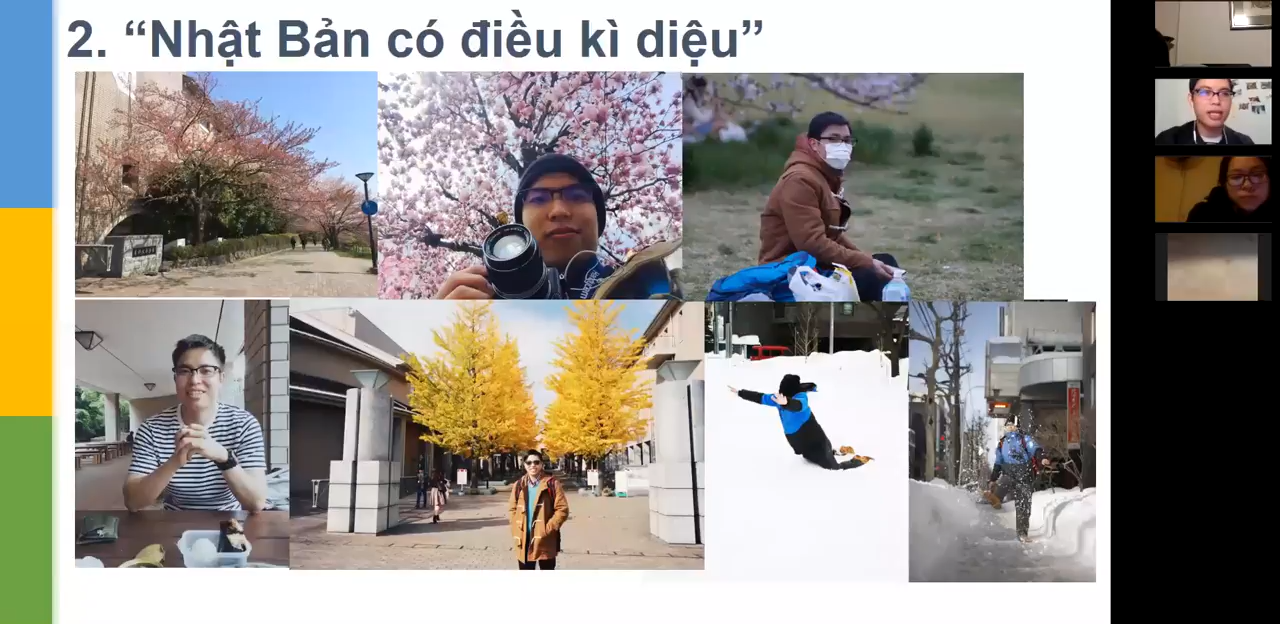 2. “Nhật Bản có điều kì diệu”